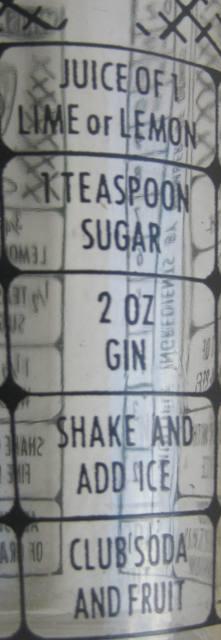 JUICE OF 1
LIME or LEMON
1 TEASPOON
SUGAR
2 OZ
GIN
SHAKE AND
ADD ICE
CLUB SODA
AND FRUIT